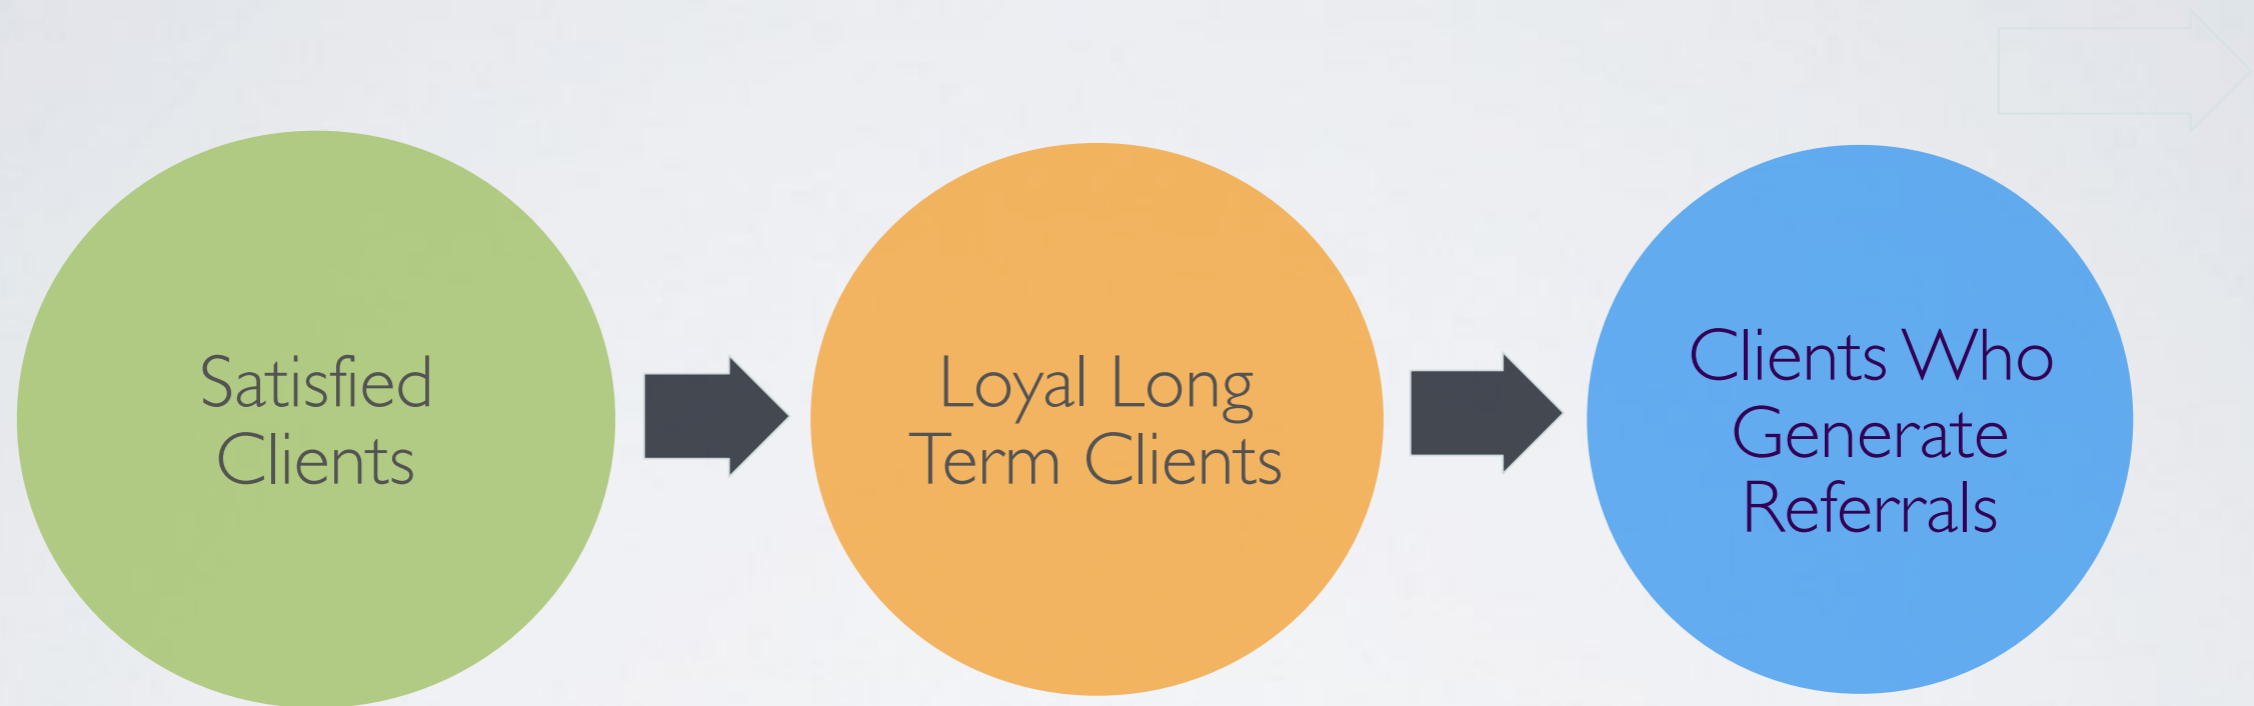 Satisfied
Clients
Loyal Long
Term Clients
Clients Who
Generate
Referrals